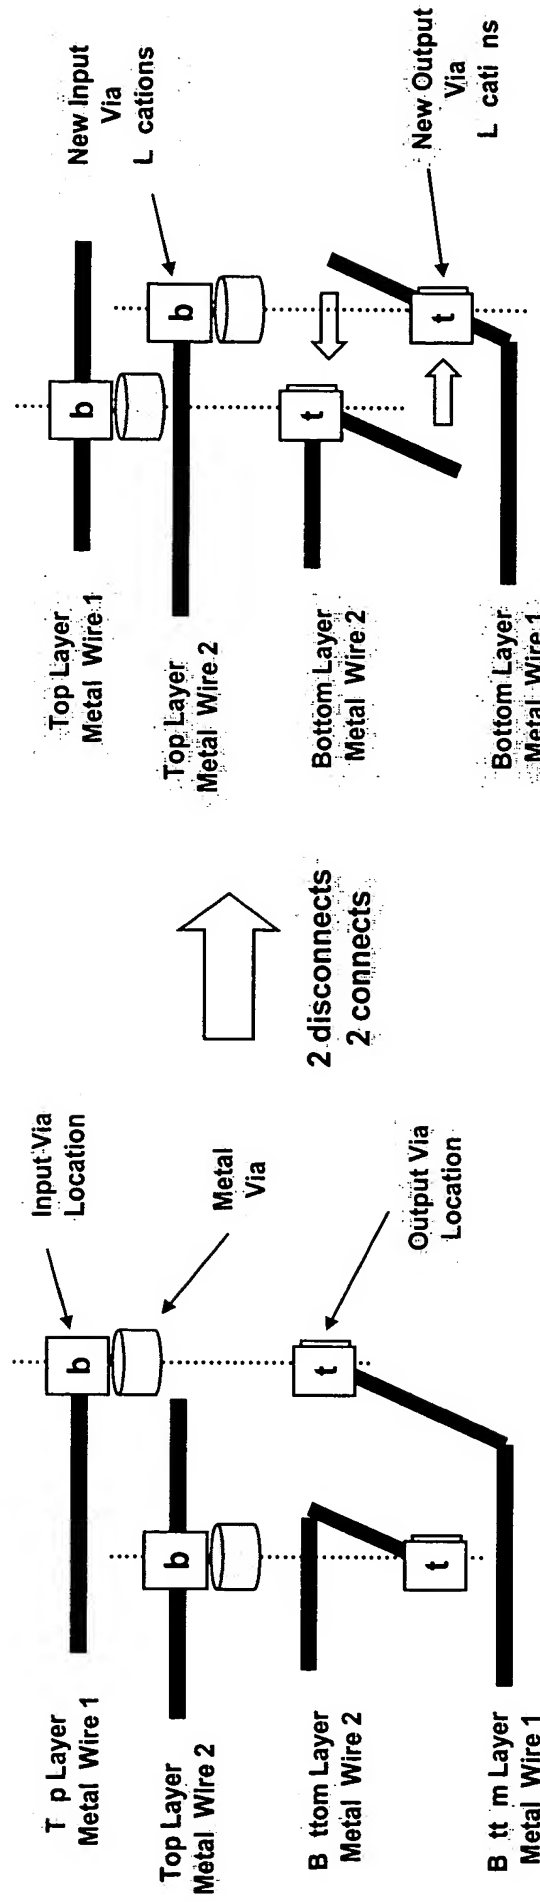 T p Layer
Metal Wire 1
Top Layer
Metal Wire 2
B ttom Layer
Metal Wire 2
B tt m Layer
Metal Wire 1
b
b
t
t
Input Via
Location
Metal
Via
Output Via
Location
2 disconnects
2 connects
Top Layer
Metal Wire 1
Top Layer
Metal Wire 2
Bottom Layer
Metal Wire 2
Bottom Layer
Metal Wire 1
b
b
t
t
New Input
Via
L cations
New Output
Via
L cati ns